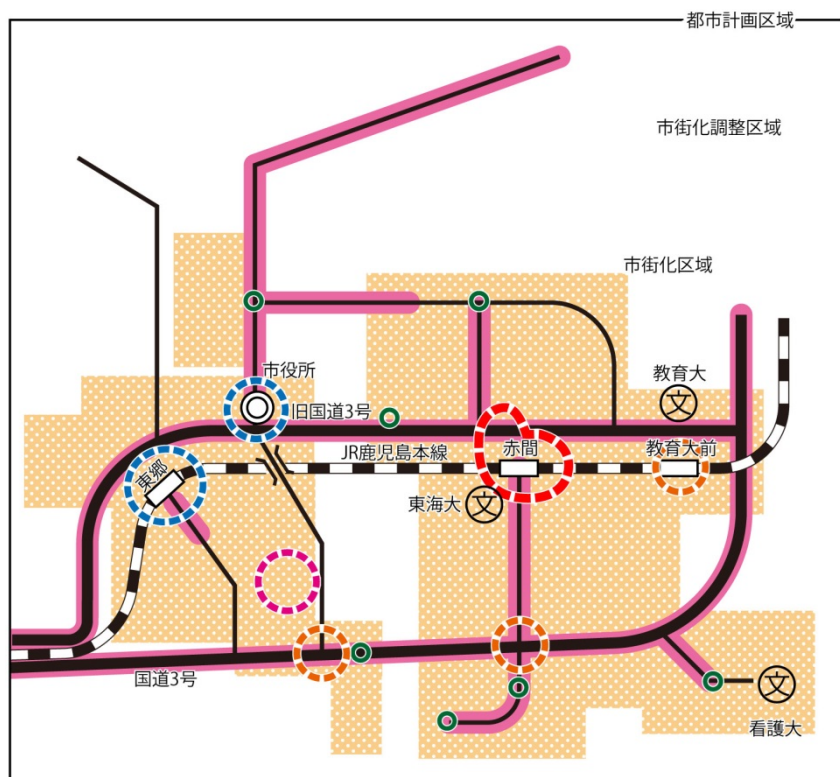 都市計画区域
市街化調整区域
市街化区域
市役所
教育大
文
旧国道3号
JR鹿児島本線
赤間
教育大前
東郷
東海大
文
国道3号
文
看護大